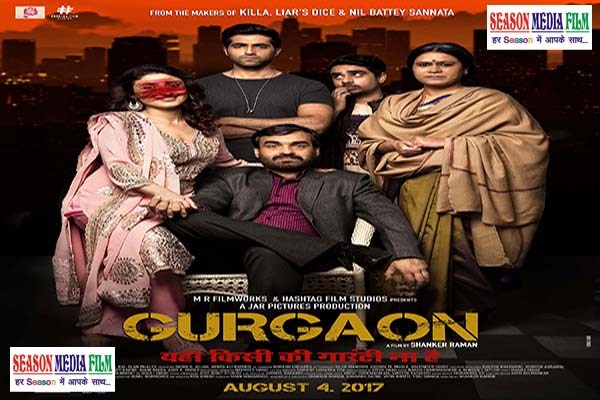 FROM THE MAKERS OF KILLA, LIAR'S DICE & NIL BATTEY SANNATA
SEASON MEDIA FILM
हर Season में आपके साथ...
M R FILMWORKS & HASHTAG FILM STUDIOS PRESENTS
A JAR PICTURES PRODUCTION
GURGAON
A FILM BY SHANKER RAMAN
यहाँ किसी की गारंटी ना है
SEASON MEDIA FILM
हर Season में आपके साथ...
AUGUST 4, 2017